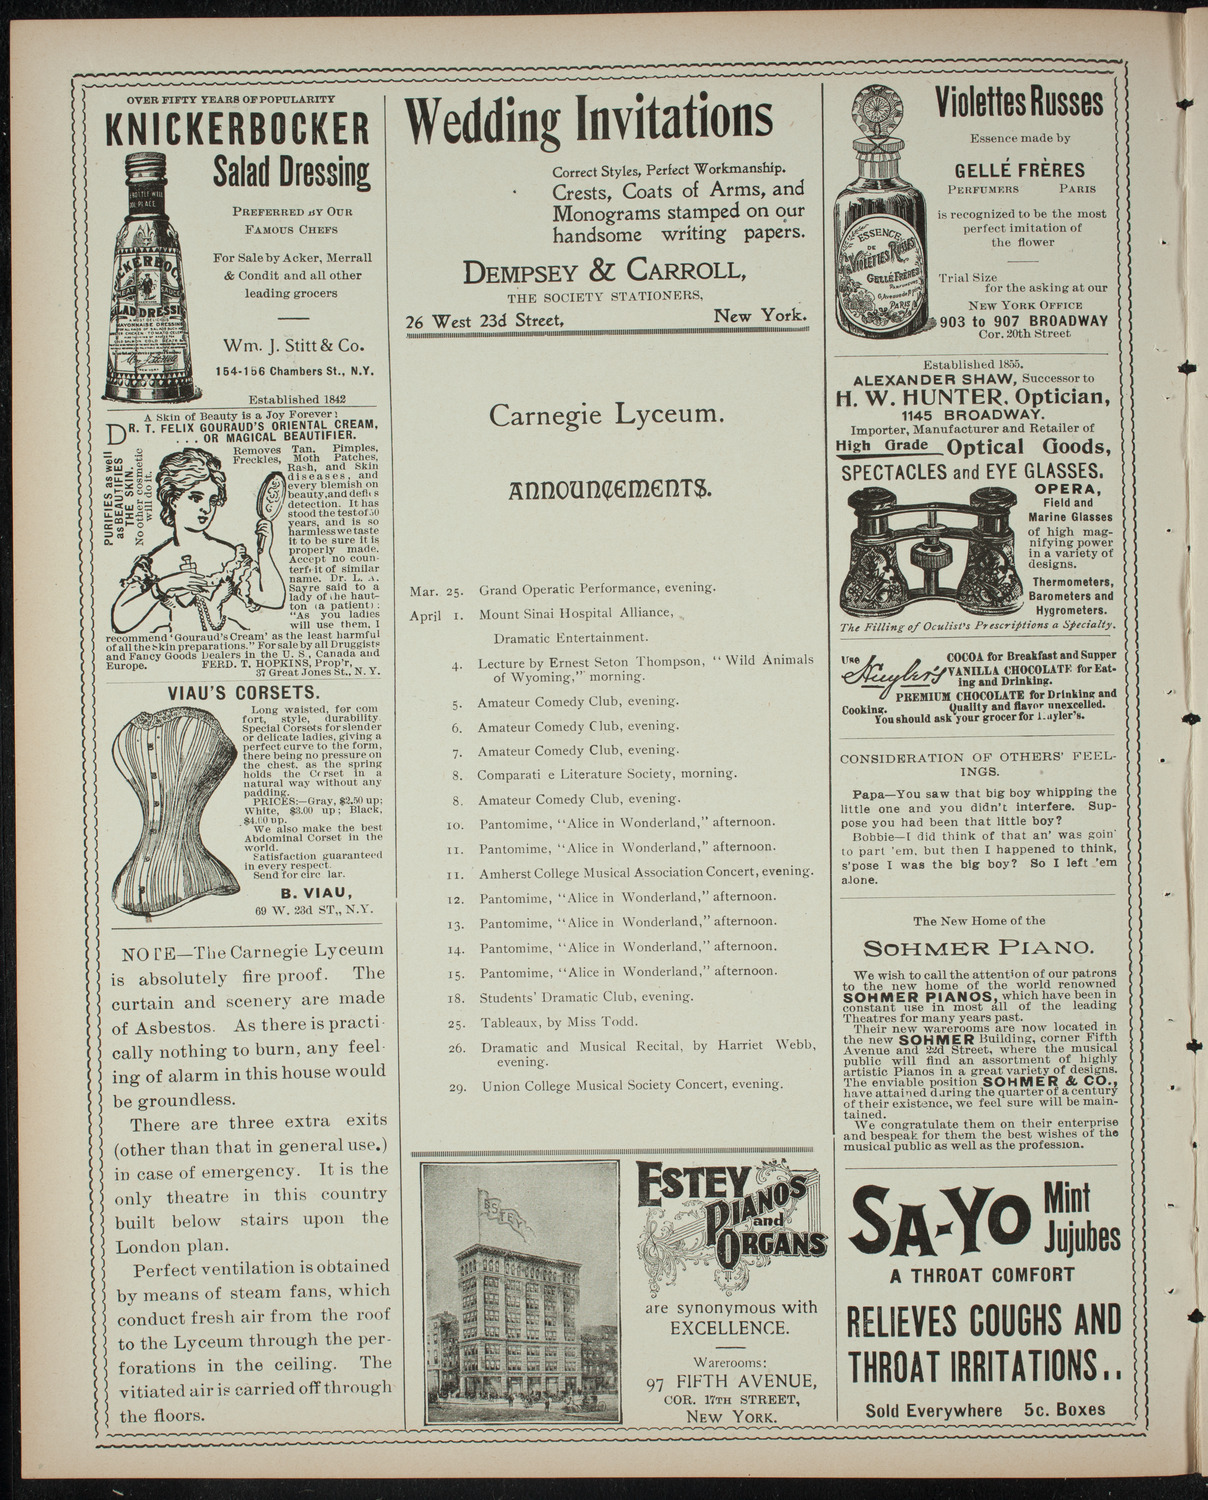 OVER FIFTY YEARS OF POPULARITY
KNICKERBOCKER
Salad Dressing
PREFERRED BY OUR
FAMOUS CHEFS
For Sale by Acker, Merrall
& Condit and all other
leading grocers
Wm. J. Stitt & Co.
154-156 Chambers St., N.Y.
Established 1842
A Skin of Beauty is a Joy Forever:
DR. T. FELIX GOURAUD'S ORIENTAL CREAM,
. . . OR MAGICAL BEAUTIFIER.
PURIFIES as well
as BEAUTIFIES
THE SKIN.
No other cosmetic
will do it.
Removes Tan, Pimples,
Freckles, Moth Patches,
Rash, and Skin
diseases, and
every blemish on
beauty, and defies
detection. It has
stood the test of 50
years, and is so
harmless we taste
it to be sure it is
properly made.
Accept no coun-
terfeit of similar
name. Dr. L. A.
Sayre said to a
lady of the haut-
ton (a patient):
"As you ladies
will use them, I
recommend 'Gouraud's Cream' as the least harmful
of all the Skin preparations." For sale by all Druggists
and Fancy Goods Dealers in the U. S., Canada and
Europe. FERD. T. HOPKINS, Prop'r,
37 Great Jones St., N. Y.
VIAU'S CORSETS.
Long waisted, for com
fort, style, durability.
Special Corsets for slender
or delicate ladies, giving a
perfect curve to the form,
there being no pressure on
the chest, as the spring
holds the Corset in a
natural way without any
padding.
PRICES:—Gray, $2.50 up;
White, $3.00 up; Black,
$4.00 up.
We also make the best
Abdominal Corset in the
world.
Satisfaction guaranteed
in every respect.
Send for circ lar.
B. VIAU,
69 W. 23d ST., N.Y.
NOTE—The Carnegie Lyceum
is absolutely fire proof. The
curtain and scenery are made
of Asbestos. As there is practi-
cally nothing to burn, any feel-
ing of alarm in this house would
be groundless.
There are three extra exits
(other than that in general use.)
in case of emergency. It is the
only theatre in this country
built below stairs upon the
London plan.
Perfect ventilation is obtained
by means of steam fans, which
conduct fresh air from the roof
to the Lyceum through the per-
forations in the ceiling. The
vitiated air is carried off through
the floors.
Wedding Invitations
Correct Styles, Perfect Workmanship.
Crests, Coats of Arms, and
Monograms stamped on our
handsome writing papers.
DEMPSEY & CARROLL,
THE SOCIETY STATIONERS,
26 West 23d Street, New York.
Carnegie Lyceum.
ANNOUNCEMENTS.
Mar. 25. Grand Operatic Performance, evening.
April 1. Mount Sinai Hospital Alliance,
Dramatic Entertainment.
4. Lecture by Ernest Seton Thompson, "Wild Animals
of Wyoming," morning.
5. Amateur Comedy Club, evening.
6. Amateur Comedy Club, evening.
7. Amateur Comedy Club, evening.
8. Comparati e Literature Society, morning.
8. Amateur Comedy Club, evening.
10. Pantomime, "Alice in Wonderland," afternoon.
11. Pantomime, "Alice in Wonderland," afternoon.
11. Amherst College Musical Association Concert, evening.
12. Pantomime, "Alice in Wonderland," afternoon.
13. Pantomime, "Alice in Wonderland," afternoon.
14. Pantomime, "Alice in Wonderland," afternoon.
15. Pantomime, "Alice in Wonderland," afternoon.
18. Students' Dramatic Club, evening.
25. Tableaux, by Miss Todd.
26. Dramatic and Musical Recital, by Harriet Webb,
evening.
29. Union College Musical Society Concert, evening.
ESTEY
ESTEY
PIANOS
and
ORGANS
are synonymous with
EXCELLENCE.
Warerooms:
97 FIFTH AVENUE,
COR. 17TH STREET,
NEW YORK.
Violettes Russes
Essence made by
GELLÉ FRÈRES
PERFUMERS PARIS
is recognized to be the most
perfect imitation of
the flower
Trial Size
for the asking at our
NEW YORK OFFICE
903 to 907 BROADWAY
Cor. 20th Street
ESSENCE
DE
Violettes Russes
GELLÉ FRÈRES
PARIS
Established 1855.
ALEXANDER SHAW, Successor to
H. W. HUNTER, Optician,
1145 BROADWAY.
Importer, Manufacturer and Retailer of
High Grade Optical Goods,
SPECTACLES and EYE GLASSES.
OPERA,
Field and
Marine Glasses
of high mag-
nifying power
in a variety of
designs.
Thermometers,
Barometers and
Hygrometers.
The Filling of Oculist's Prescriptions a Specialty.
Use Huyler's COCOA for Breakfast and Supper
VANILLA CHOCOLATE for Eat-
ing and Drinking.
PREMIUM CHOCOLATE for Drinking and
Cooking. Quality and flavor unexcelled.
You should ask your grocer for Huyler's.
CONSIDERATION OF OTHERS' FEEL-
INGS.
Papa—You saw that big boy whipping the
little one and you didn't interfere. Sup-
pose you had been that little boy?
Bobbie—I did think of that an' was goin'
to part 'em, but then I happened to think,
s'pose I was the big boy? So I left 'em
alone.
The New Home of the
SOHMER PIANO.
We wish to call the attention of our patrons
to the new home of the world renowned
SOHMER PIANOS, which have been in
constant use in most all of the leading
Theatres for many years past.
Their new warerooms are now located in
the new SOHMER Building, corner Fifth
Avenue and 22d Street, where the musical
public will find an assortment of highly
artistic Pianos in a great variety of designs.
The enviable position SOHMER & CO.,
have attained during the quarter of a century
of their existence, we feel sure will be main-
tained.
We congratulate them on their enterprise
and bespeak for them the best wishes of the
musical public as well as the profession.
SA-YO Mint
Jujubes
A THROAT COMFORT
RELIEVES COUGHS AND
THROAT IRRITATIONS..
Sold Everywhere 5c. Boxes